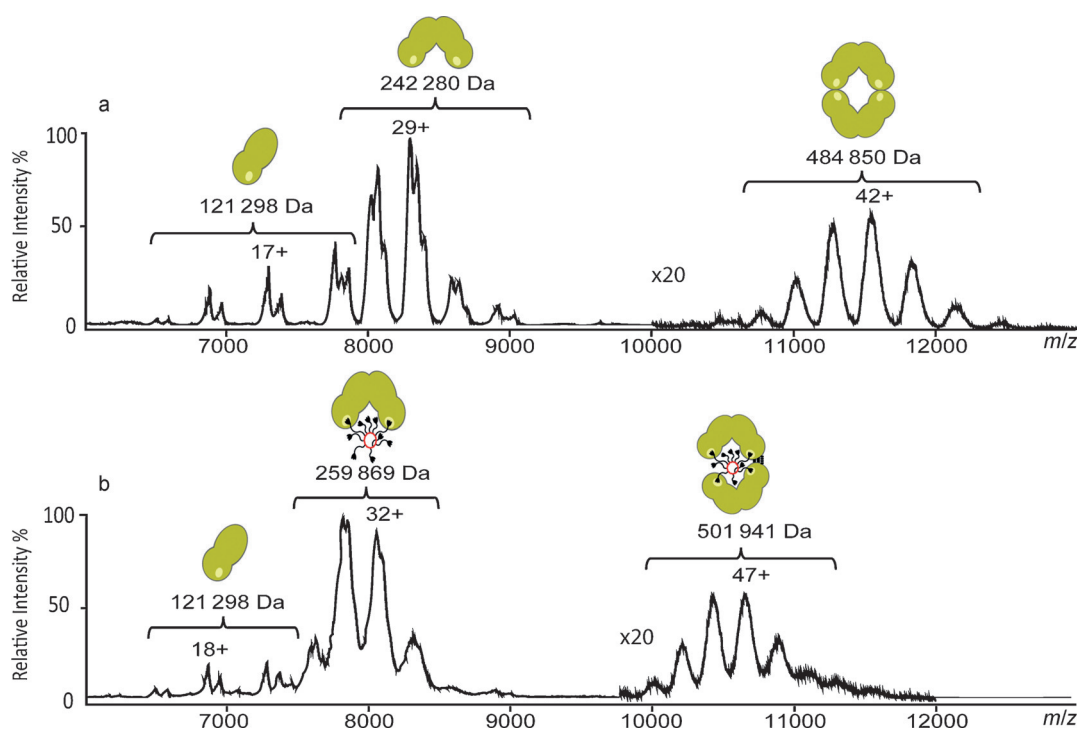 242 280 Da
a
29+
100
484 850 Da
121 298 Da
42+
17+
50
x20
0
Relative Intensity %
7000 8000 9000 10000 11000 12000 m/z
259 869 Da
b
32+
100
501 941 Da
121 298 Da
47+
18+
50
x20
0
Relative Intensity %
7000 8000 9000 10000 11000 12000 m/z